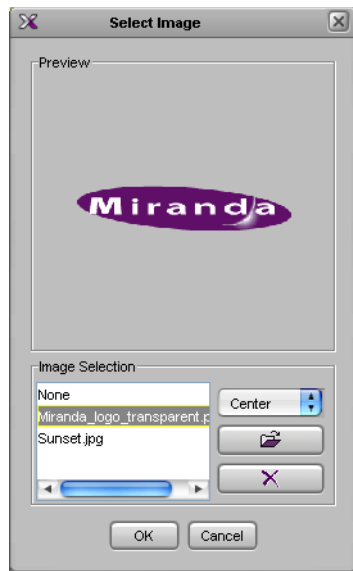 Select Image
Preview
Miranda
Image Selection
None
Center
Miranda_logo_transparent.p
Sunset.jpg
OK
Cancel